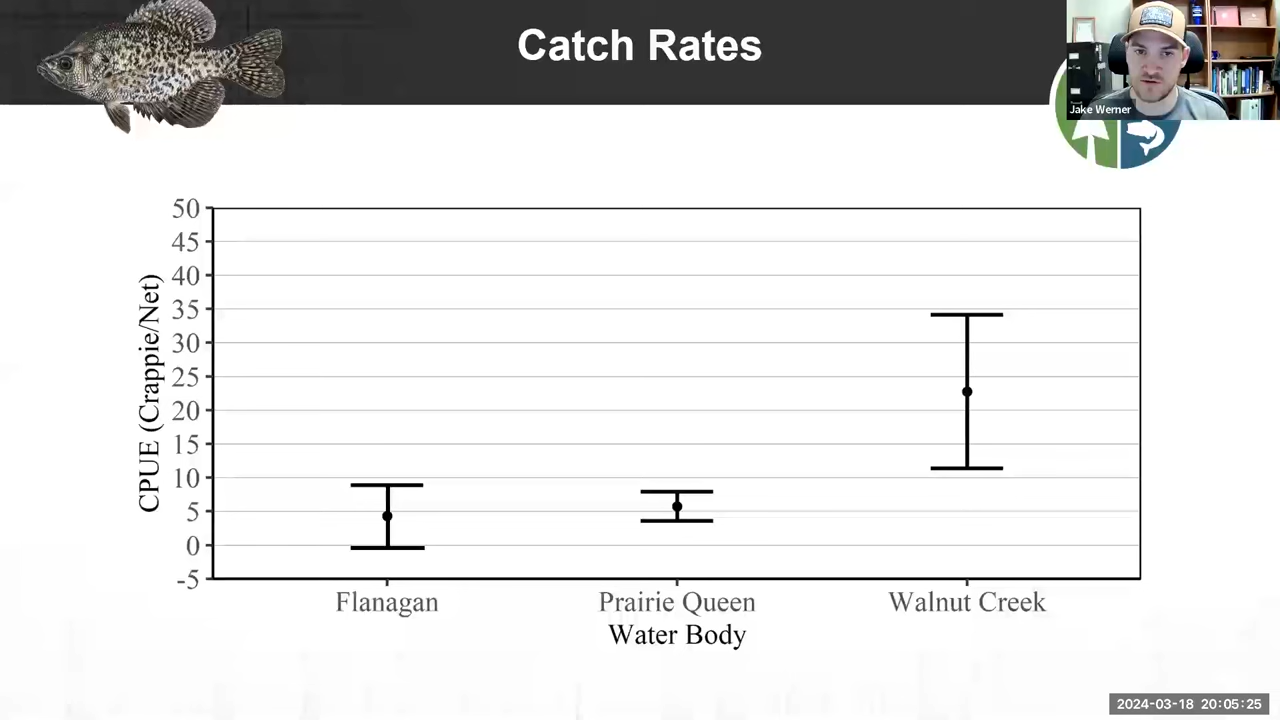 Catch Rates
Jake Werner
50
45
40
35
30
25
20
15
10
5
0
-5
CPUE (Crappie/Net)
Flanagan
Prairie Queen
Walnut Creek
Water Body
2024-03-18 20:05:25